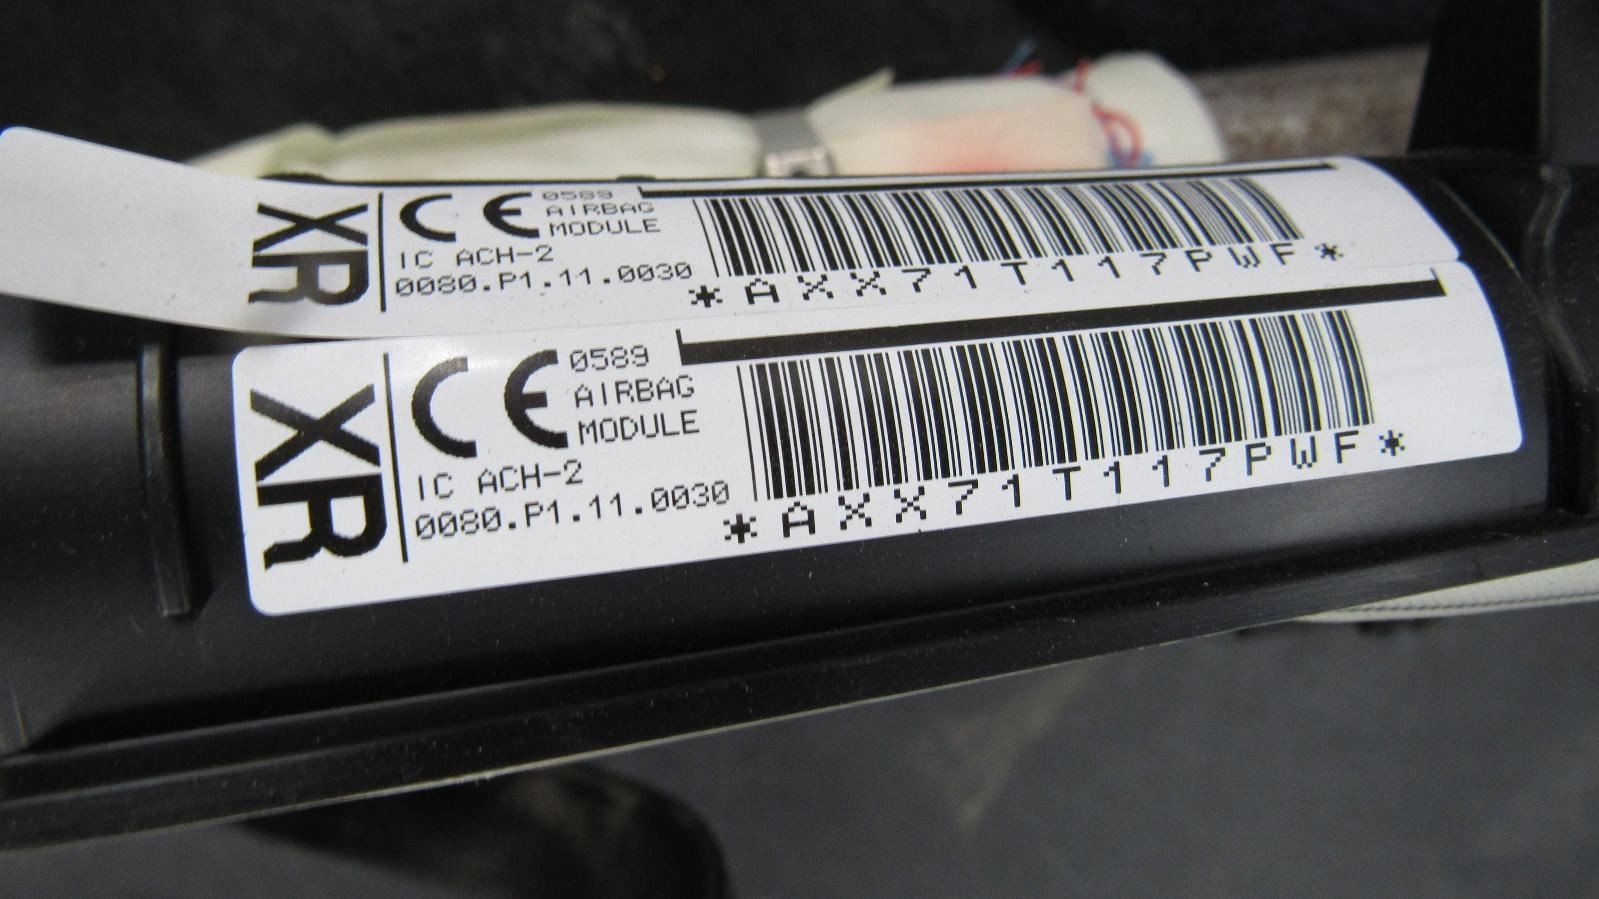 XR
CE 0589
AIRBAG
MODULE
IC ACH-2
0080.P1.11.0030
*AXX71T117PWF*
XR
CE 0589
AIRBAG
MODULE
IC ACH-2
0080.P1.11.0030
*AXX71T117PWF*